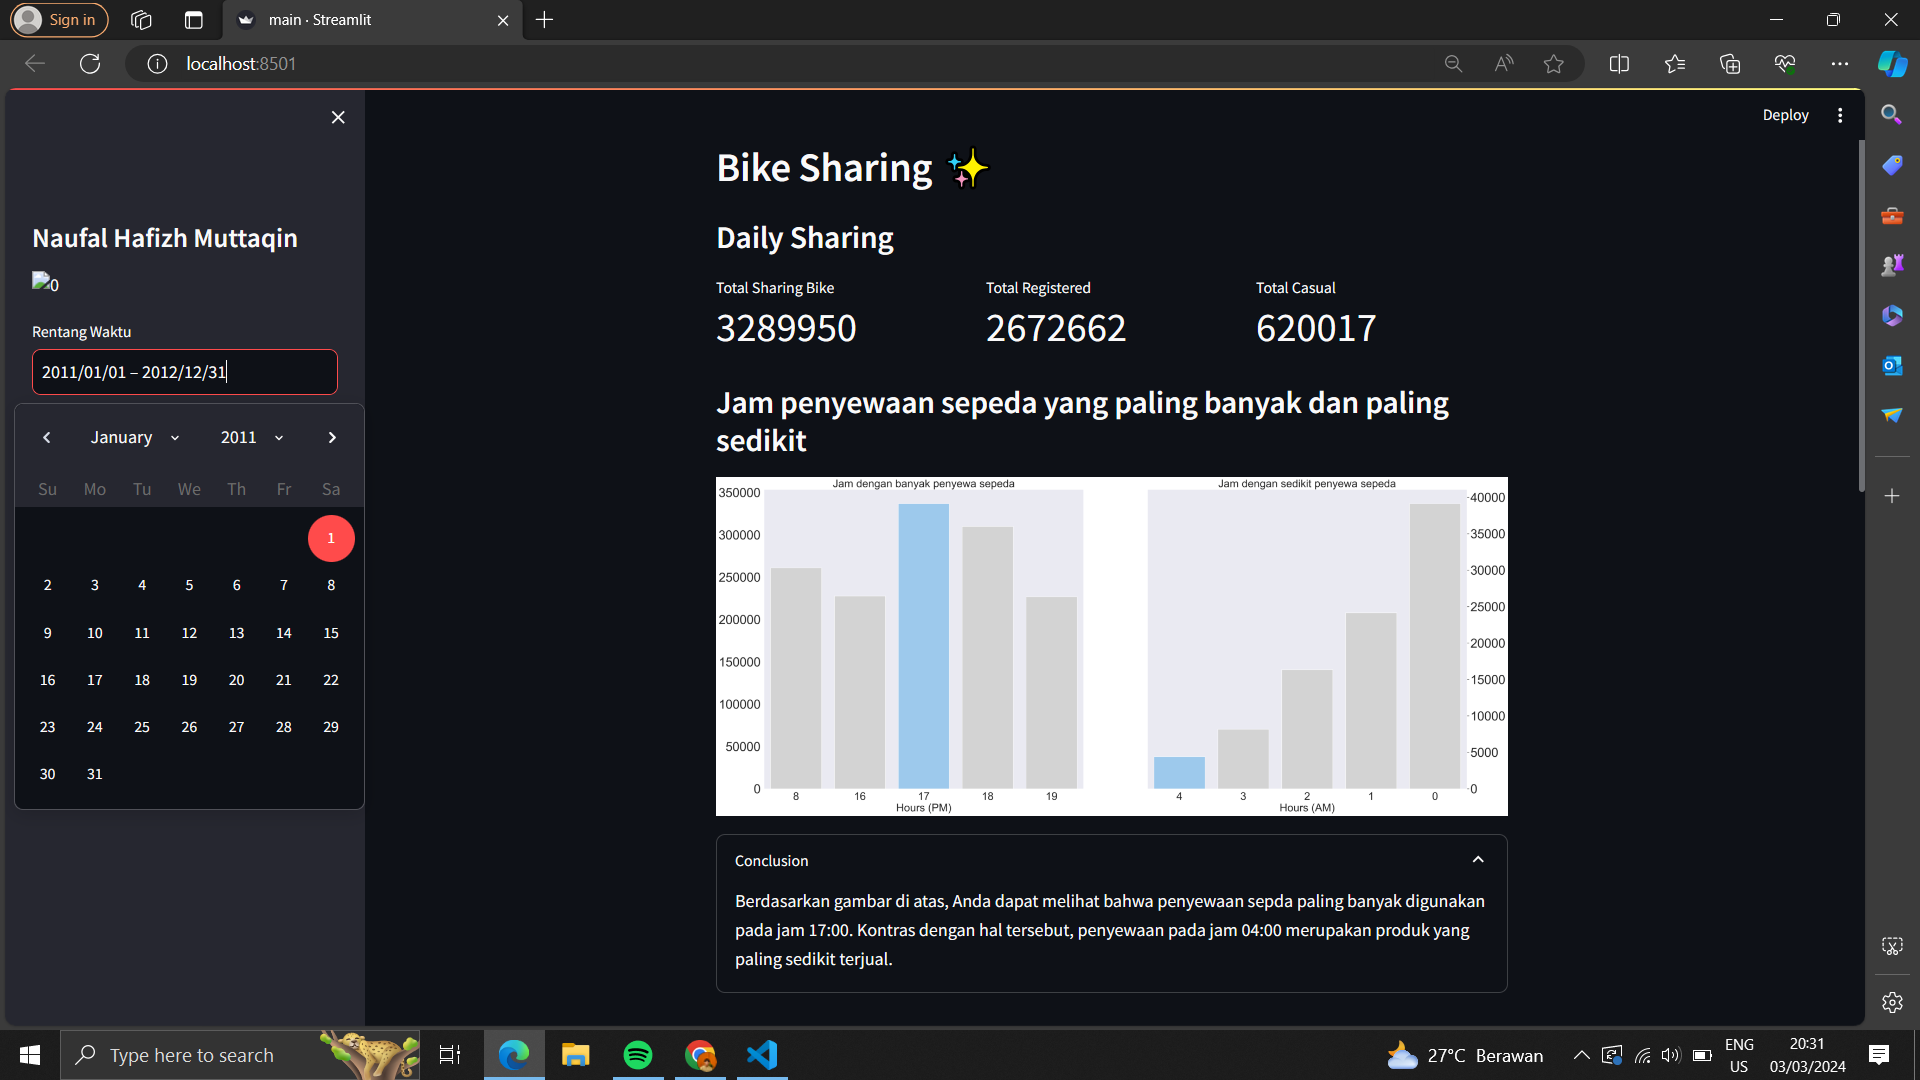 Sign in
main · Streamlit
localhost:8501
Deploy
Naufal Hafizh Muttaqin
0
Rentang Waktu
2011/01/01 – 2012/12/31
January 2011
Su Mo Tu We Th Fr Sa
1
2 3 4 5 6 7 8
9 10 11 12 13 14 15
16 17 18 19 20 21 22
23 24 25 26 27 28 29
30 31
Bike Sharing ✨
Daily Sharing
Total Sharing Bike
3289950
Total Registered
2672662
Total Casual
620017
Jam penyewaan sepeda yang paling banyak dan paling
sedikit
Jam dengan banyak penyewa sepeda
350000
300000
250000
200000
150000
100000
50000
0
8 16 17 18 19
Hours (PM)
Jam dengan sedikit penyewa sepeda
40000
35000
30000
25000
20000
15000
10000
5000
0
4 3 2 1 0
Hours (AM)
Conclusion
Berdasarkan gambar di atas, Anda dapat melihat bahwa penyewaan sepda paling banyak digunakan
pada jam 17:00. Kontras dengan hal tersebut, penyewaan pada jam 04:00 merupakan produk yang
paling sedikit terjual.
Type here to search
27°C Berawan
ENG
US
20:31
03/03/2024